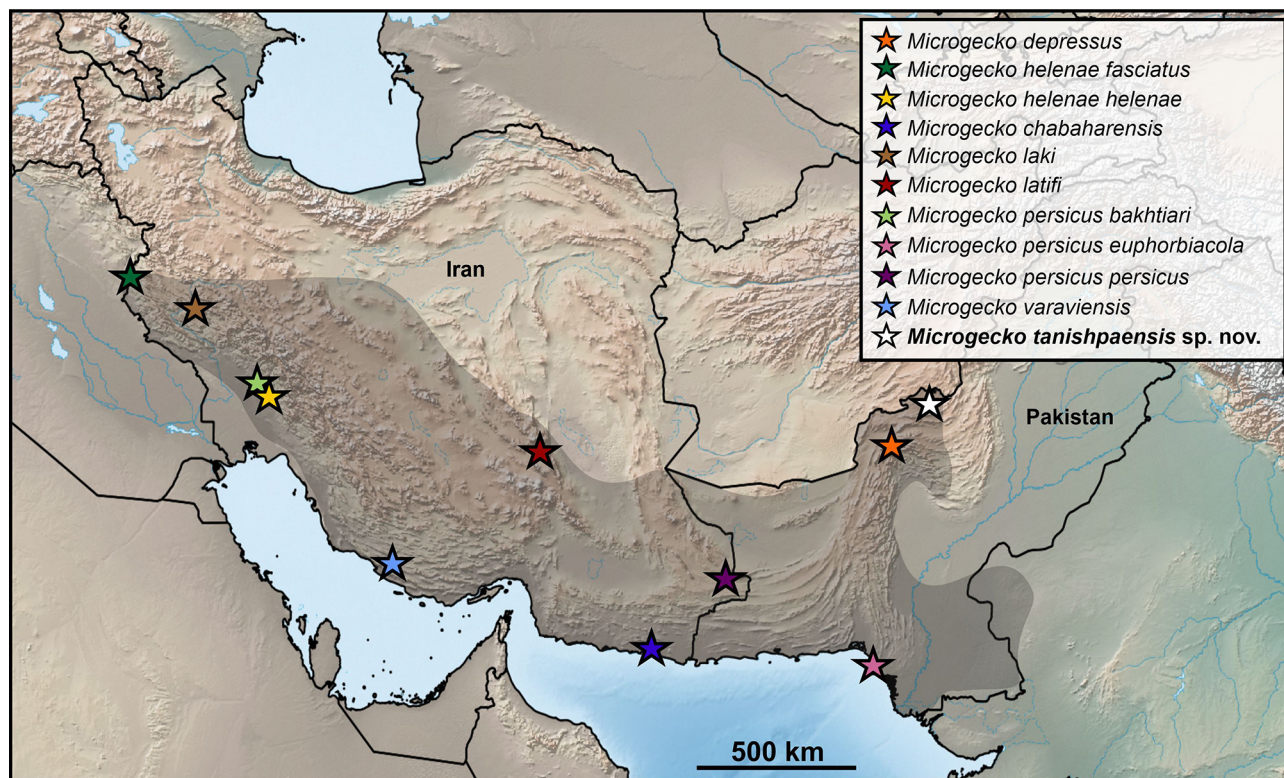 Microgecko depressus
Microgecko helenae fasciatus
Microgecko helenae helenae
Microgecko chabaharensis
Microgecko laki
Microgecko latifi
Microgecko persicus bakhtiari
Microgecko persicus euphorbiacola
Microgecko persicus persicus
Microgecko varaviensis
Microgecko tanishpaensis sp. nov.
Iran
Pakistan
500 km